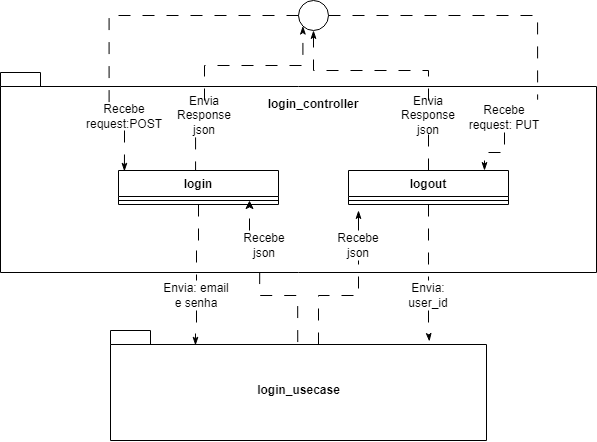 Recebe
request:POST
Envia
Response
json
login_controller
Envia
Response
json
Recebe
request: PUT
login
logout
Recebe
json
Recebe
json
Envia: email
e senha
Envia:
user_id
login_usecase